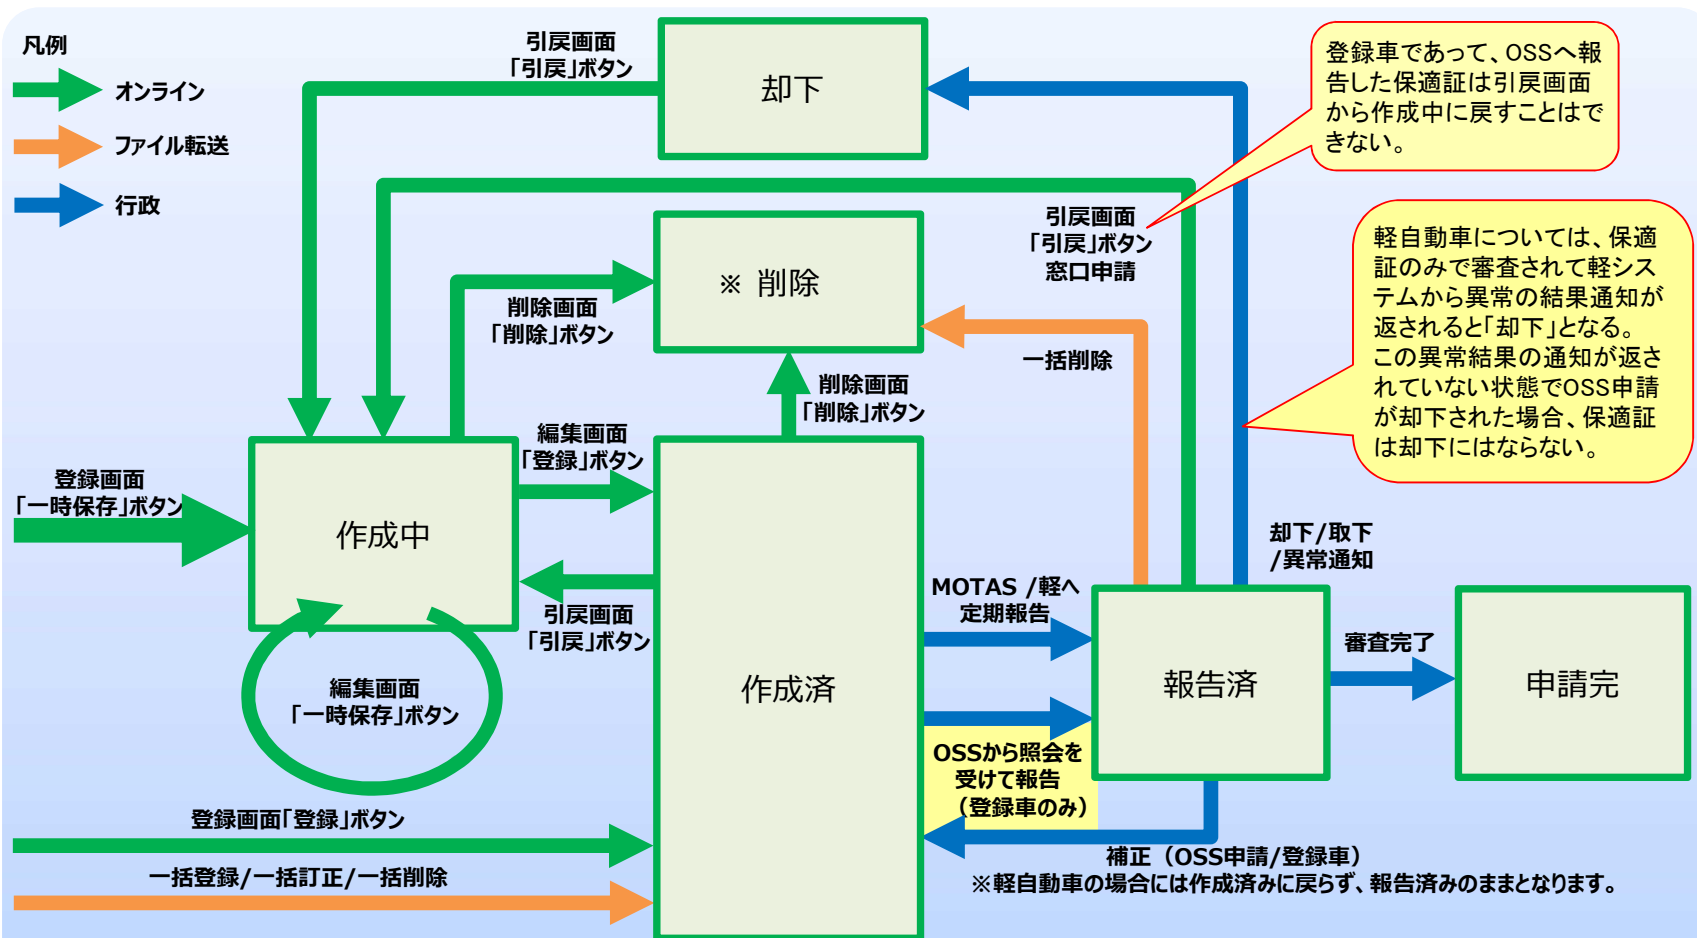 凡例
オンライン
ファイル転送
行政
引戻画面
「引戻」ボタン
却下
登録車であって、OSSへ報
告した保適証は引戻画面
から作成中に戻すことはで
きない。
引戻画面
「引戻」ボタン
窓口申請
軽自動車については、保適
証のみで審査されて軽シス
テムから異常の結果通知が
返されると「却下」となる。
この異常結果の通知が返さ
れていない状態でOSS申請
が却下された場合、保適証
は却下にはならない。
※ 削除
削除画面
「削除」ボタン
一括削除
削除画面
「削除」ボタン
編集画面
「登録」ボタン
登録画面
「一時保存」ボタン
作成中
却下/取下
/異常通知
MOTAS /軽へ
定期報告
引戻画面
「引戻」ボタン
審査完了
編集画面
「一時保存」ボタン
作成済
報告済
申請完
OSSから照会を
受けて報告
（登録車のみ）
登録画面「登録」ボタン
補正（OSS申請/登録車）
一括登録/一括訂正/一括削除
※軽自動車の場合には作成済みに戻らず、報告済みのままとなります。